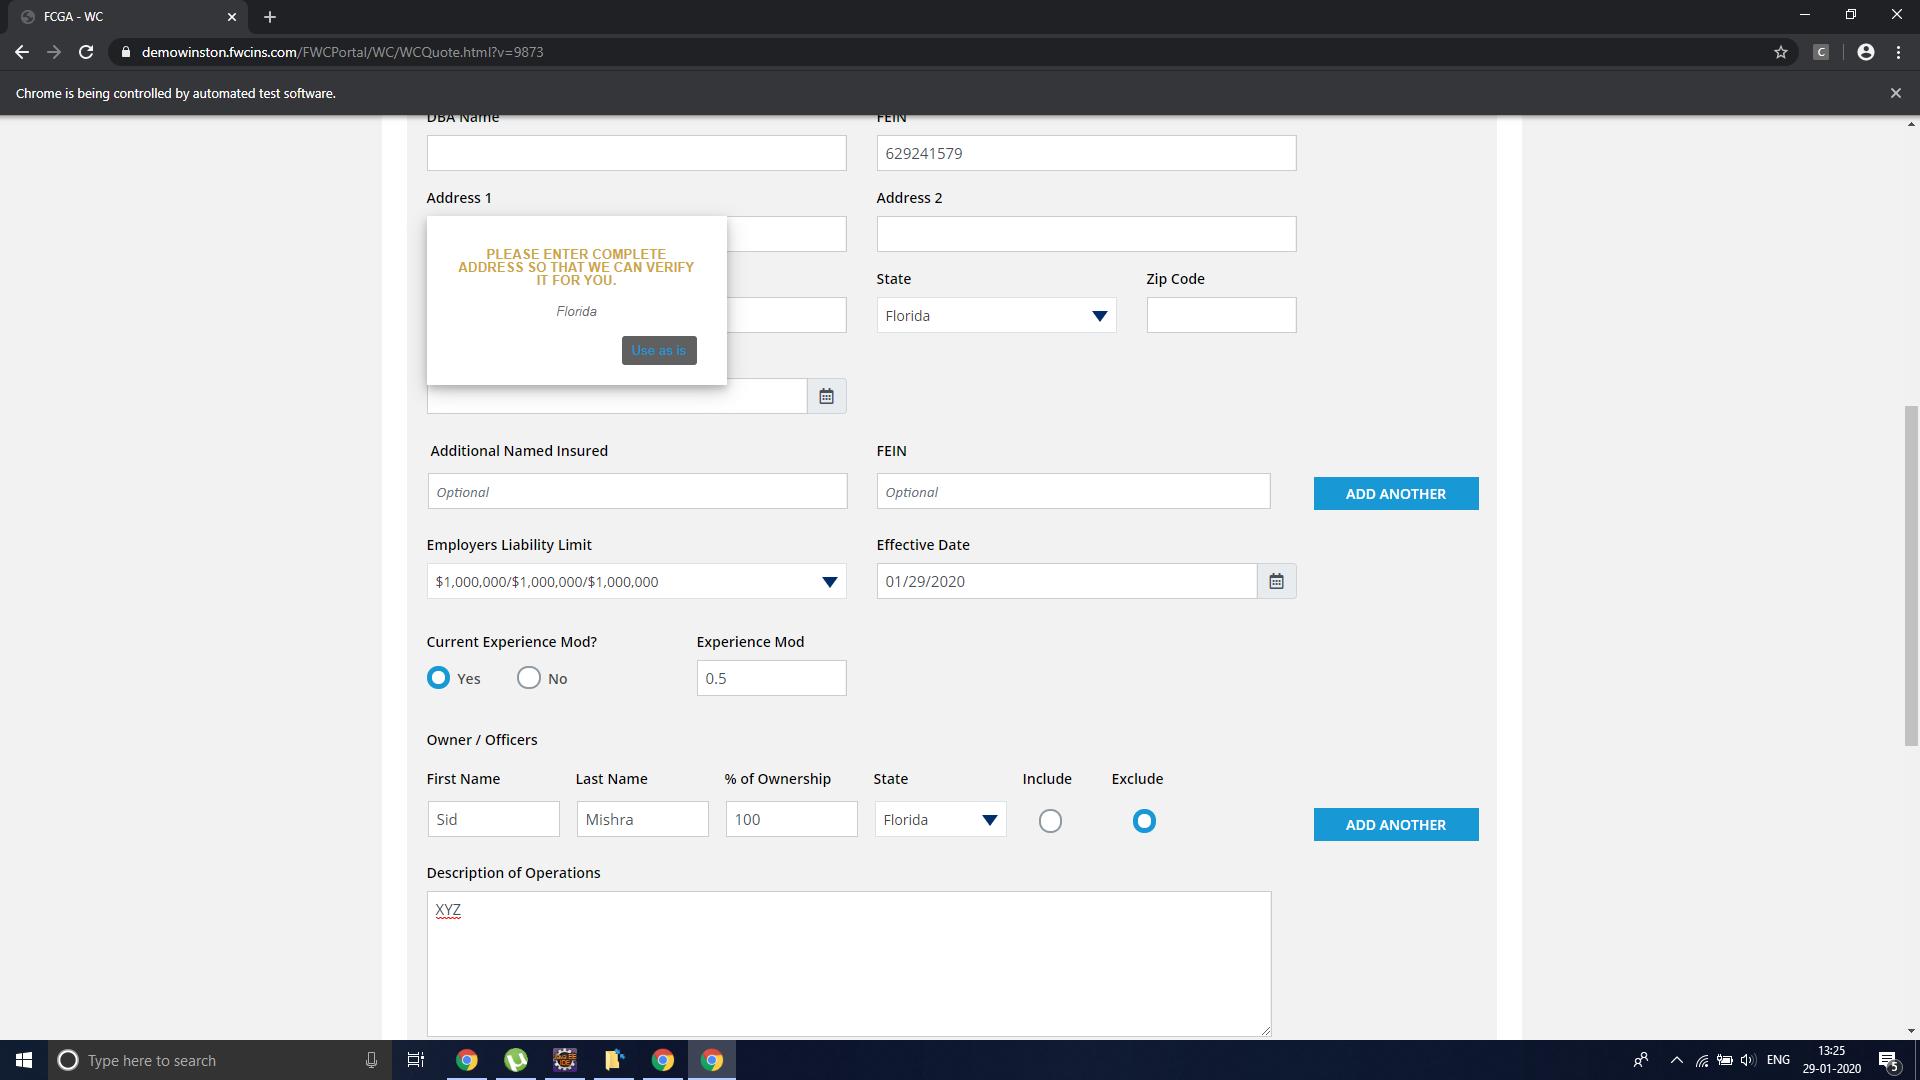 FCGA - WC
demowinston.fwcins.com/FWCPortal/WC/WCQuote.html?v=9873
C
Chrome is being controlled by automated test software.
DBA Name FEIN
629241579
Address 1 Address 2
PLEASE ENTER COMPLETE
ADDRESS SO THAT WE CAN VERIFY
IT FOR YOU.
Florida
Use as is
State Zip Code
Florida
Additional Named Insured FEIN
Optional Optional ADD ANOTHER
Employers Liability Limit Effective Date
$1,000,000/$1,000,000/$1,000,000 01/29/2020
Current Experience Mod? Experience Mod
Yes No 0.5
Owner / Officers
First Name Last Name % of Ownership State Include Exclude
Sid Mishra 100 Florida ADD ANOTHER
Description of Operations
XYZ
Type here to search
ENG
13:25
29-01-2020
5